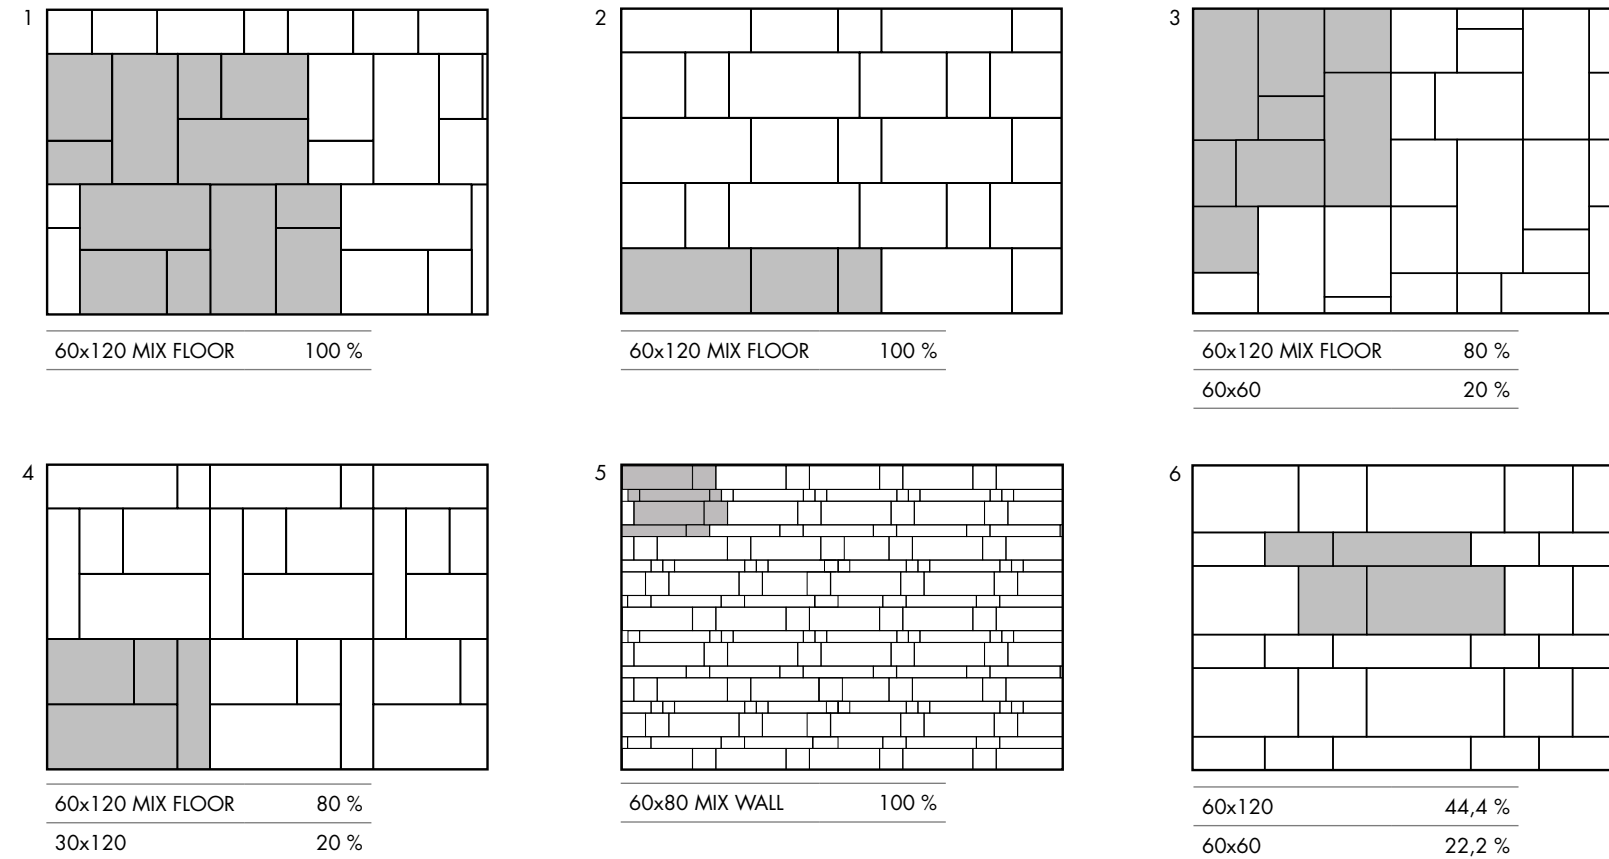 1
60x120 MIX FLOOR 100 %
2
60x120 MIX FLOOR 100 %
3
60x120 MIX FLOOR 80 %
60x60 20 %
4
60x120 MIX FLOOR 80 %
30x120 20 %
5
60x80 MIX WALL 100 %
6
60x120 44,4 %
60x60 22,2 %